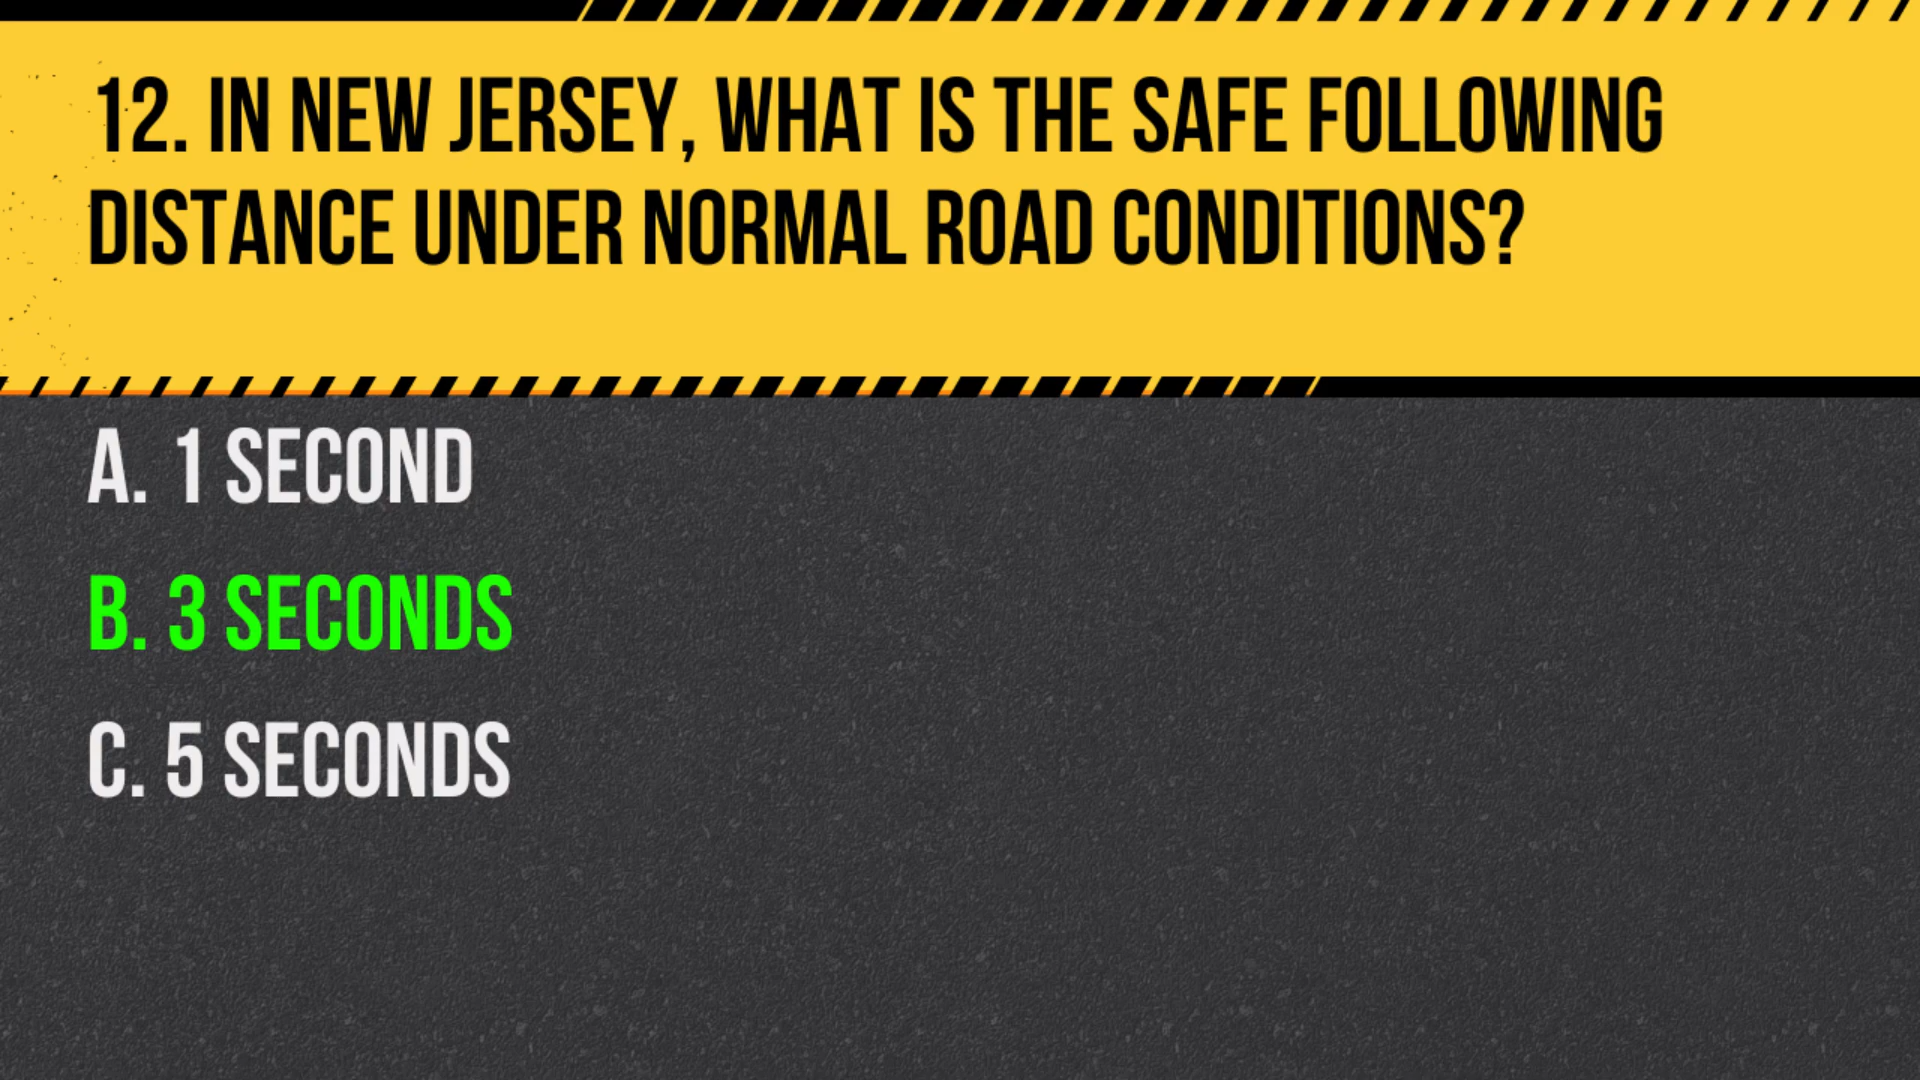 12. IN NEW JERSEY, WHAT IS THE SAFE FOLLOWING
DISTANCE UNDER NORMAL ROAD CONDITIONS?
A. 1 SECOND
B. 3 SECONDS
C. 5 SECONDS